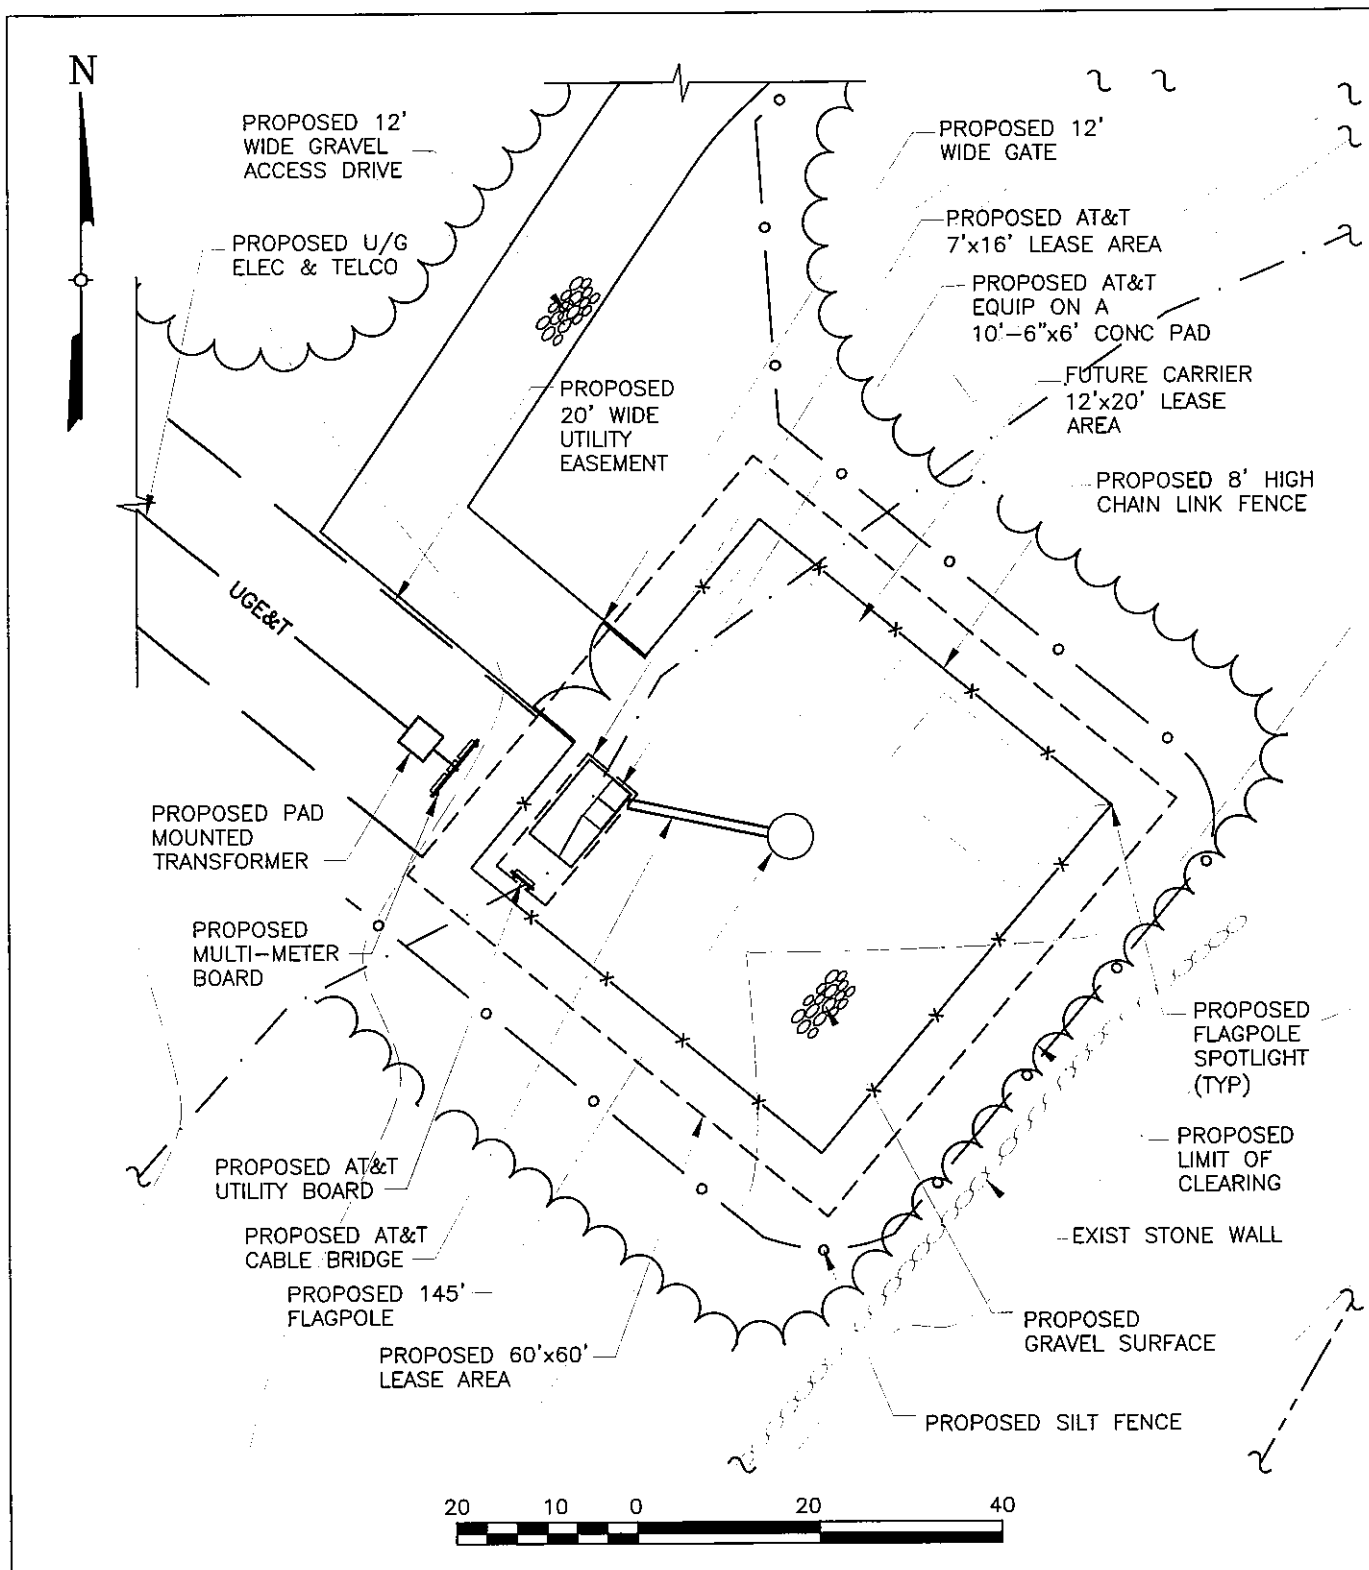 N
PROPOSED 12'
WIDE GRAVEL
ACCESS DRIVE
PROPOSED U/G
ELEC & TELCO
PROPOSED 12'
WIDE GATE
PROPOSED AT&T
7'x16' LEASE AREA
PROPOSED AT&T
EQUIP ON A
10'-6"x6' CONC PAD
FUTURE CARRIER
12'x20' LEASE
AREA
PROPOSED 8' HIGH
CHAIN LINK FENCE
PROPOSED
20' WIDE
UTILITY
EASEMENT
UGE&T
PROPOSED PAD
MOUNTED
TRANSFORMER
PROPOSED
MULTI-METER
BOARD
PROPOSED AT&T
UTILITY BOARD
PROPOSED AT&T
CABLE BRIDGE
PROPOSED 145'
FLAGPOLE
PROPOSED 60'x60'
LEASE AREA
PROPOSED
FLAGPOLE
SPOTLIGHT
(TYP)
PROPOSED
LIMIT OF
CLEARING
EXIST STONE WALL
PROPOSED
GRAVEL SURFACE
PROPOSED SILT FENCE
20 10 0 20 40